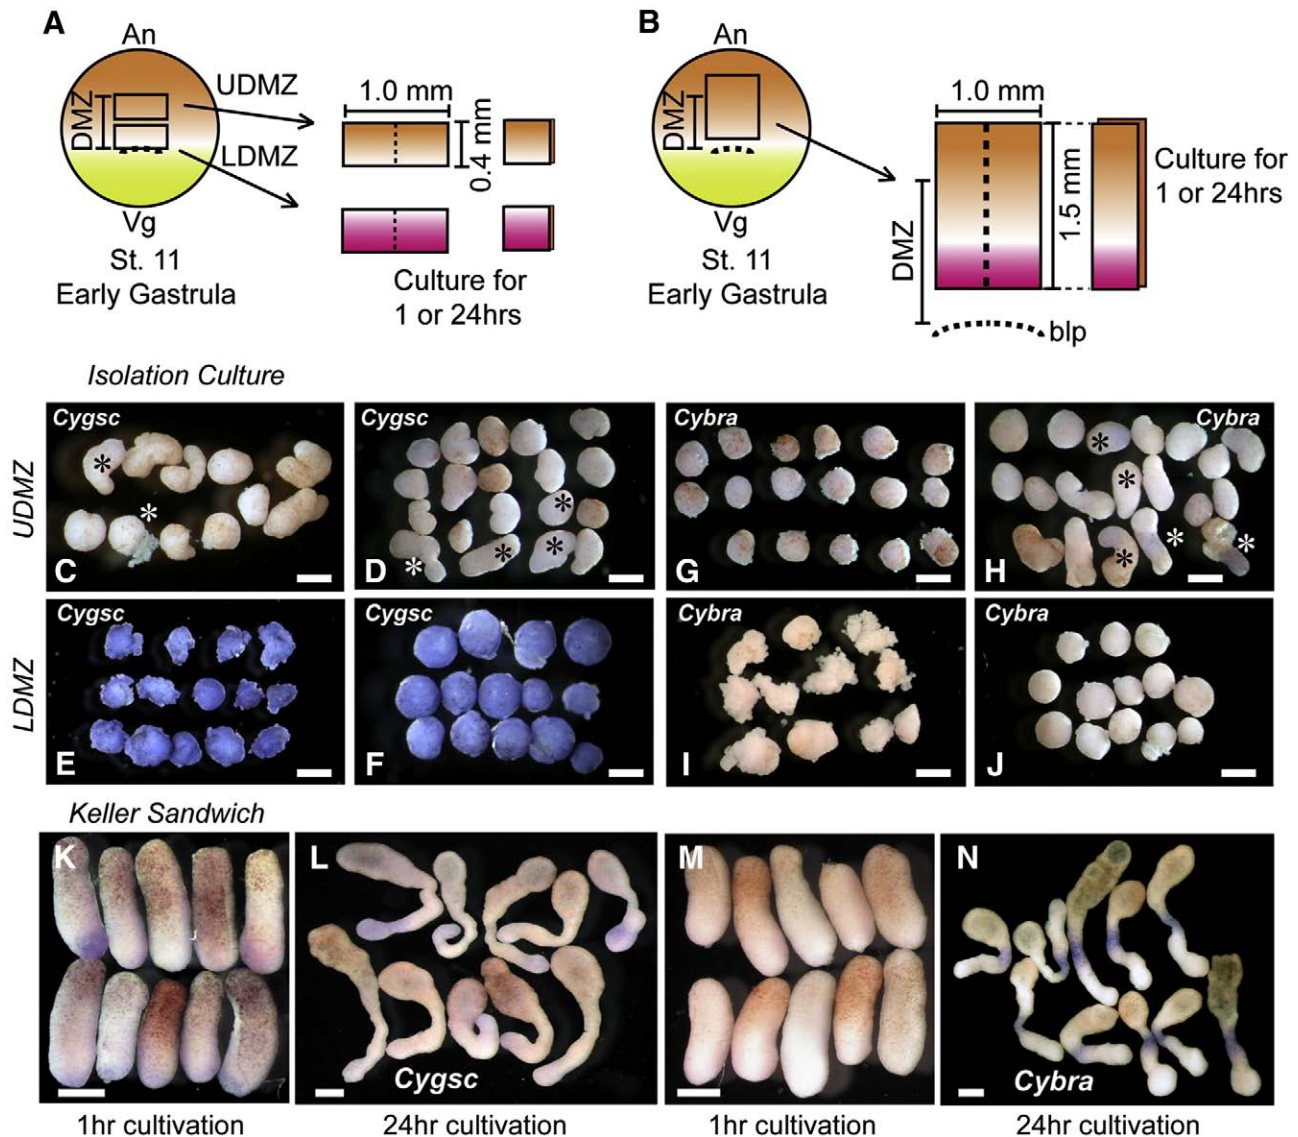 A
An
DMZ
UDMZ
LDMZ
Vg
St. 11
Early Gastrula
1.0 mm
0.4 mm
Culture for
1 or 24hrs
B
An
DMZ
Vg
St. 11
Early Gastrula
1.0 mm
DMZ
1.5 mm
blp
Culture for
1 or 24hrs
Isolation Culture
UDMZ
Cygsc
*
*
C
Cygsc
*
*
*
*
D
Cybra
G
Cybra
*
*
*
*
*
H
LDMZ
Cygsc
E
Cygsc
F
Cybra
I
Cybra
J
Keller Sandwich
K
L
Cygsc
M
N
Cybra
1hr cultivation
24hr cultivation
1hr cultivation
24hr cultivation